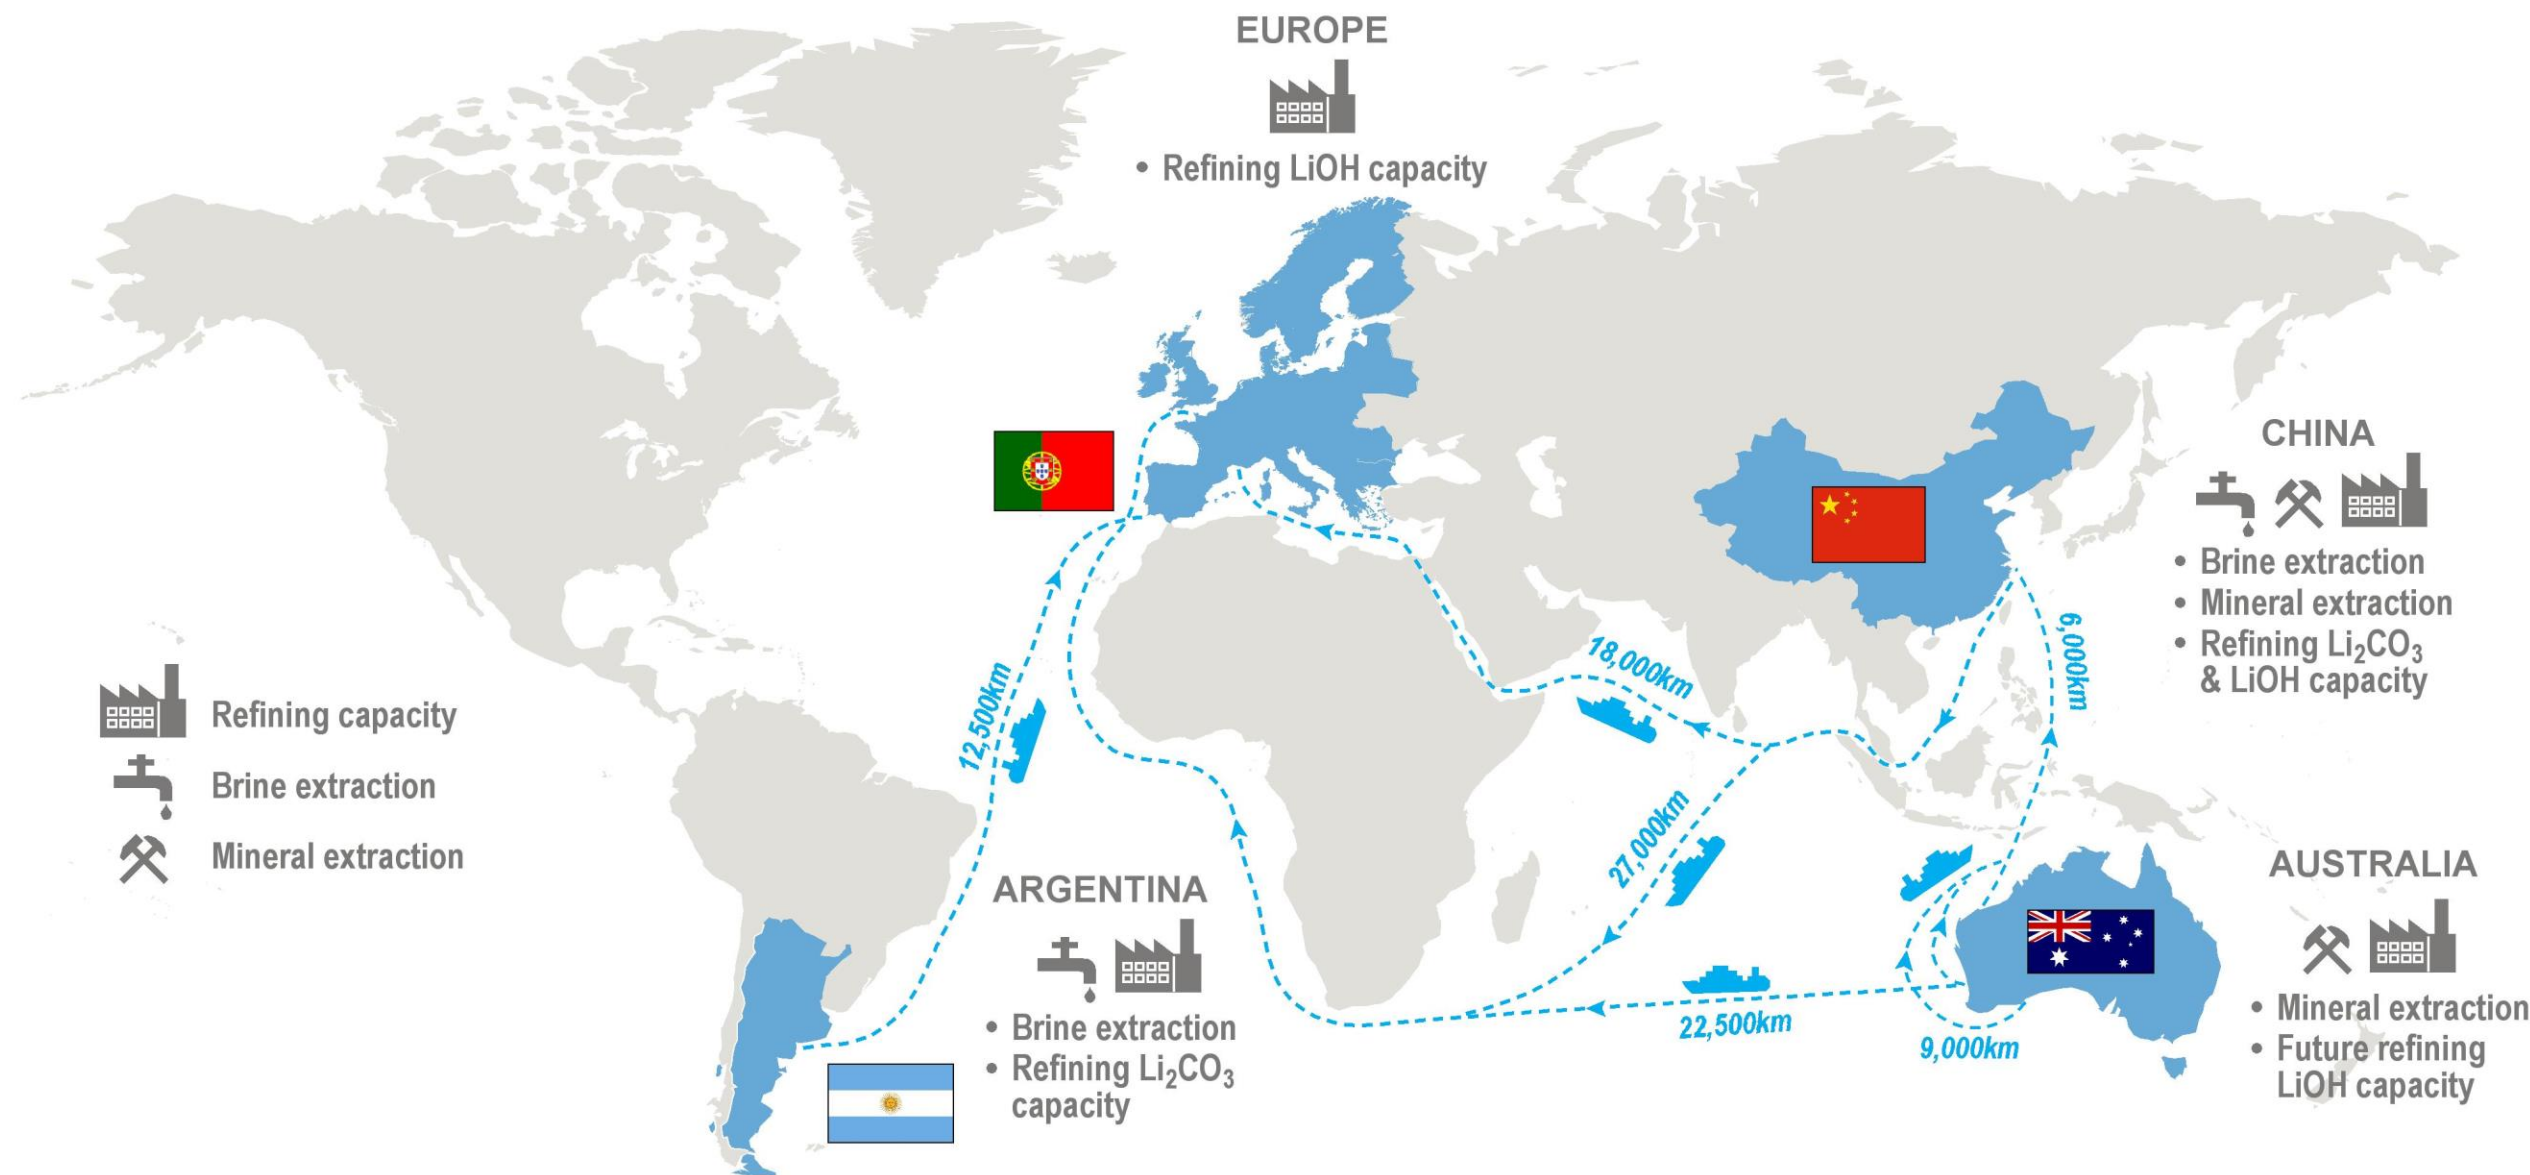 EUROPE
• Refining LiOH capacity
CHINA
• Brine extraction
• Mineral extraction
• Refining Li₂CO₃
& LiOH capacity
6,000km
18,000km
12,500km
27,000km
Refining capacity
Brine extraction
Mineral extraction
ARGENTINA
• Brine extraction
• Refining Li₂CO₃
capacity
AUSTRALIA
• Mineral extraction
• Future refining
LiOH capacity
22,500km
9,000km